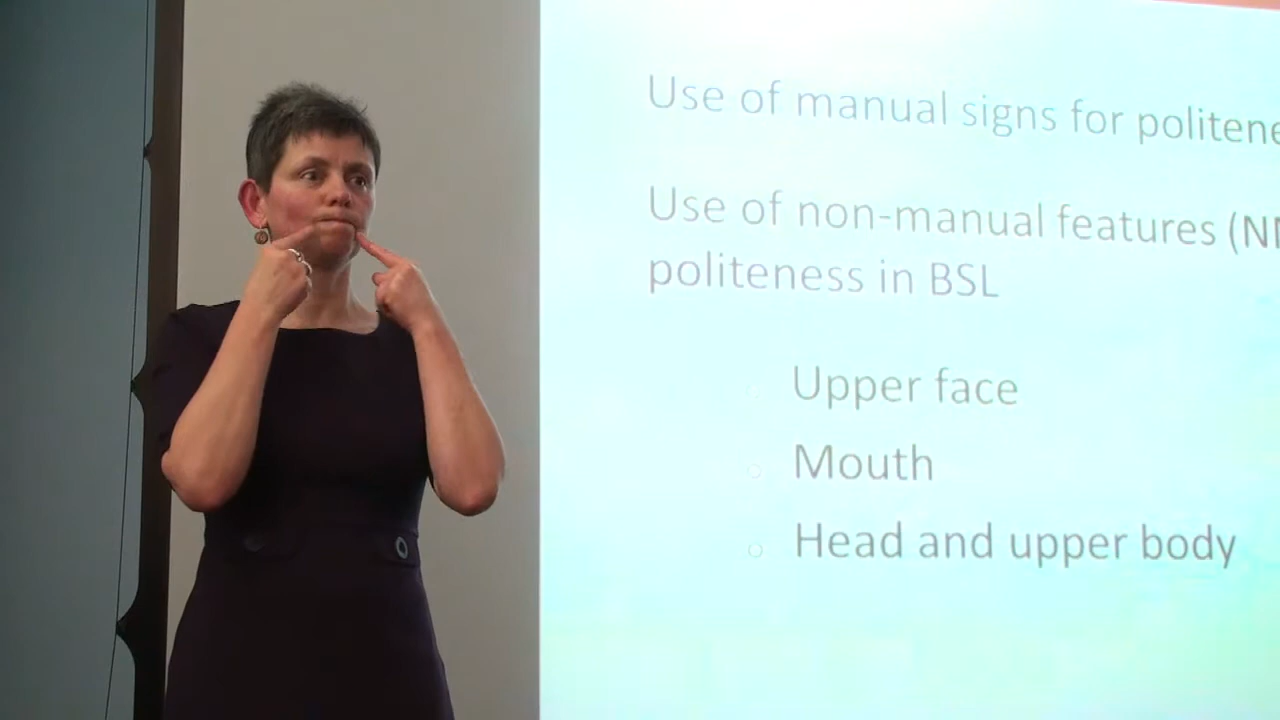 Use of manual signs for
Use of non-manual features
politeness in BSL
Upper face
Mouth
Head and upper body